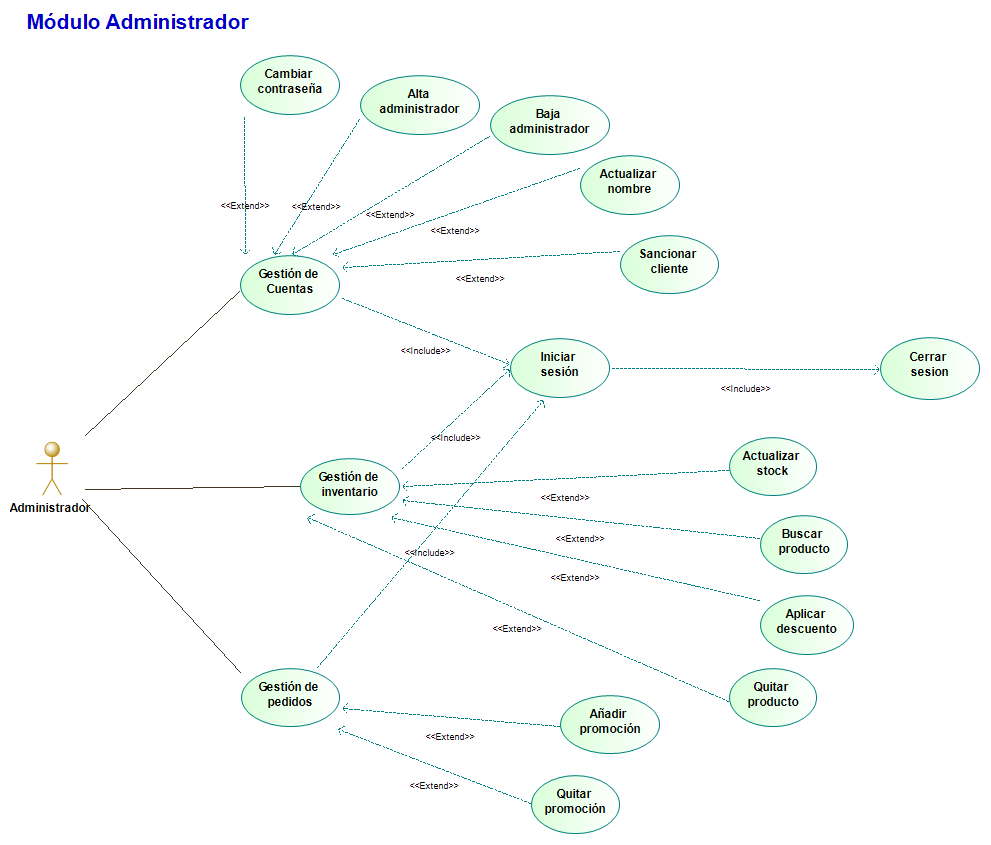 Módulo Administrador
Cambiar
contraseña
Alta
administrador
Baja
administrador
Actualizar
nombre
<<Extend>>
<<Extend>>
<<Extend>>
<<Extend>>
Sancionar
cliente
<<Extend>>
Gestión de
Cuentas
<<Include>>
Iniciar
sesión
Cerrar
sesion
<<Include>>
<<Include>>
Actualizar
stock
Gestión de
inventario
<<Extend>>
Administrador
Buscar
producto
<<Extend>>
<<Include>>
<<Extend>>
Aplicar
descuento
<<Extend>>
Gestión de
pedidos
Quitar
producto
Añadir
promoción
<<Extend>>
<<Extend>>
Quitar
promoción